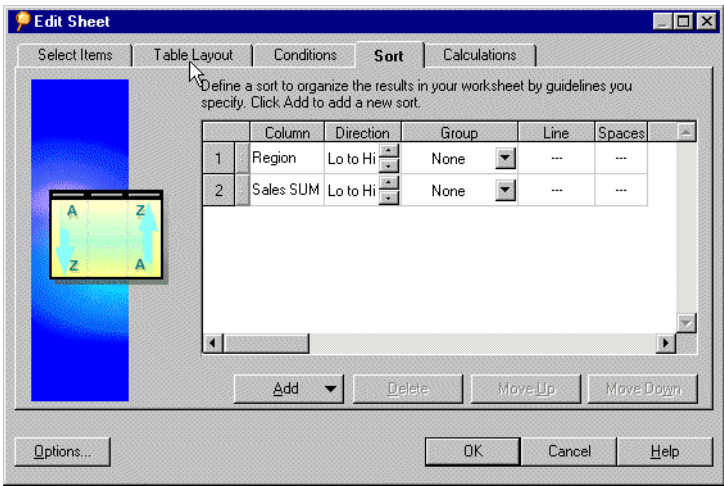 Edit Sheet
Select Items Table Layout Conditions Sort Calculations
Define a sort to organize the results in your worksheet by guidelines you
specify. Click Add to add a new sort.
Column Direction Group Line Spaces
1 Region Lo to Hi None --- ---
2 Sales SUM Lo to Hi None --- ---
A Z
Z A
Add Delete Move Up Move Down
Options... OK Cancel Help